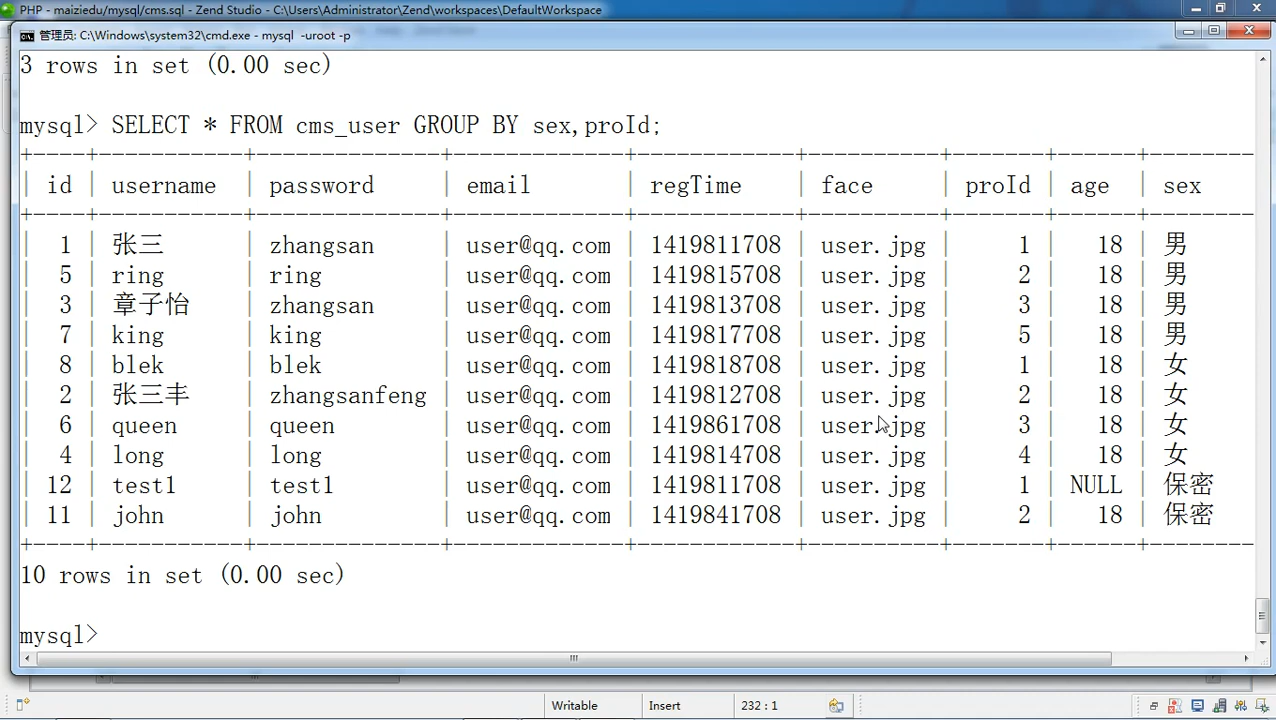 PHP - maiziedu/mysql/cms.sql - Zend Studio - C:\Users\Administrator\Zend\workspaces\DefaultWorkspace
管理员: C:\Windows\system32\cmd.exe - mysql -uroot -p
3 rows in set (0.00 sec)
mysql> SELECT * FROM cms_user GROUP BY sex,proId;
+----+-----------+-------------+-------------+------------+----------+-------+------+--------
| id | username | password | email | regTime | face | proId | age | sex
+----+-----------+-------------+-------------+------------+----------+-------+------+--------
| 1 | 张三 | zhangsan | user@qq.com | 1419811708 | user.jpg | 1 | 18 | 男
| 5 | ring | ring | user@qq.com | 1419815708 | user.jpg | 2 | 18 | 男
| 3 | 章子怡 | zhangsan | user@qq.com | 1419813708 | user.jpg | 3 | 18 | 男
| 7 | king | king | user@qq.com | 1419817708 | user.jpg | 5 | 18 | 男
| 8 | blek | blek | user@qq.com | 1419818708 | user.jpg | 1 | 18 | 女
| 2 | 张三丰 | zhangsanfeng | user@qq.com | 1419812708 | user.jpg | 2 | 18 | 女
| 6 | queen | queen | user@qq.com | 1419861708 | user.jpg | 3 | 18 | 女
| 4 | long | long | user@qq.com | 1419814708 | user.jpg | 4 | 18 | 女
| 12 | test1 | test1 | user@qq.com | 1419811708 | user.jpg | 1 | NULL | 保密
| 11 | john | john | user@qq.com | 1419841708 | user.jpg | 2 | 18 | 保密
+----+-----------+-------------+-------------+------------+----------+-------+------+--------
10 rows in set (0.00 sec)
mysql>
Writable Insert 232 : 1